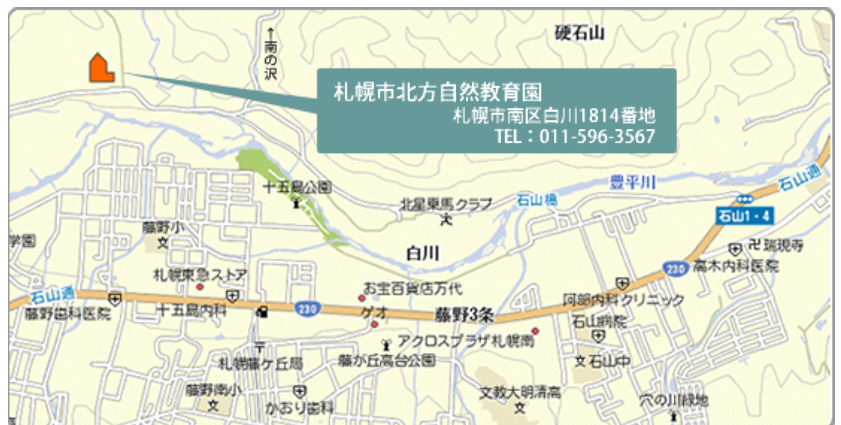 硬石山
↑南の沢
札幌市北方自然教育園
札幌市南区白川1814番地
TEL：011-596-3567
十五島公園
豊平川
石山通
北星乗馬クラブ
石山橋
石山1・4
藤野小
文
学園
白川
卍瑞現寺
230
高木内科医院
札幌東急ストア
お宝百貨店万代
石山通
阿部内科クリニック
藤野歯科医院
十五島内科
230
ゲオ
藤野3条
石山病院
アクロスプラザ札幌南
札幌藤ケ丘局
藤が丘高台公園
文石山中
藤野南小
文
かおり歯科
文教大明清高
文
穴の川緑地